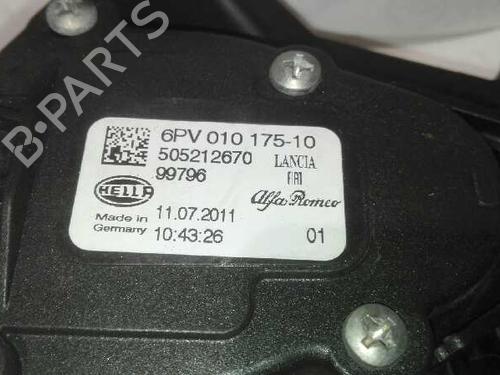 6PV 010 175-10
505212670
LANCIA
99796
FIAT
HELLA
Alfa Romeo
Made in
Germany
11.07.2011
10:43:26
01
B-PARTS